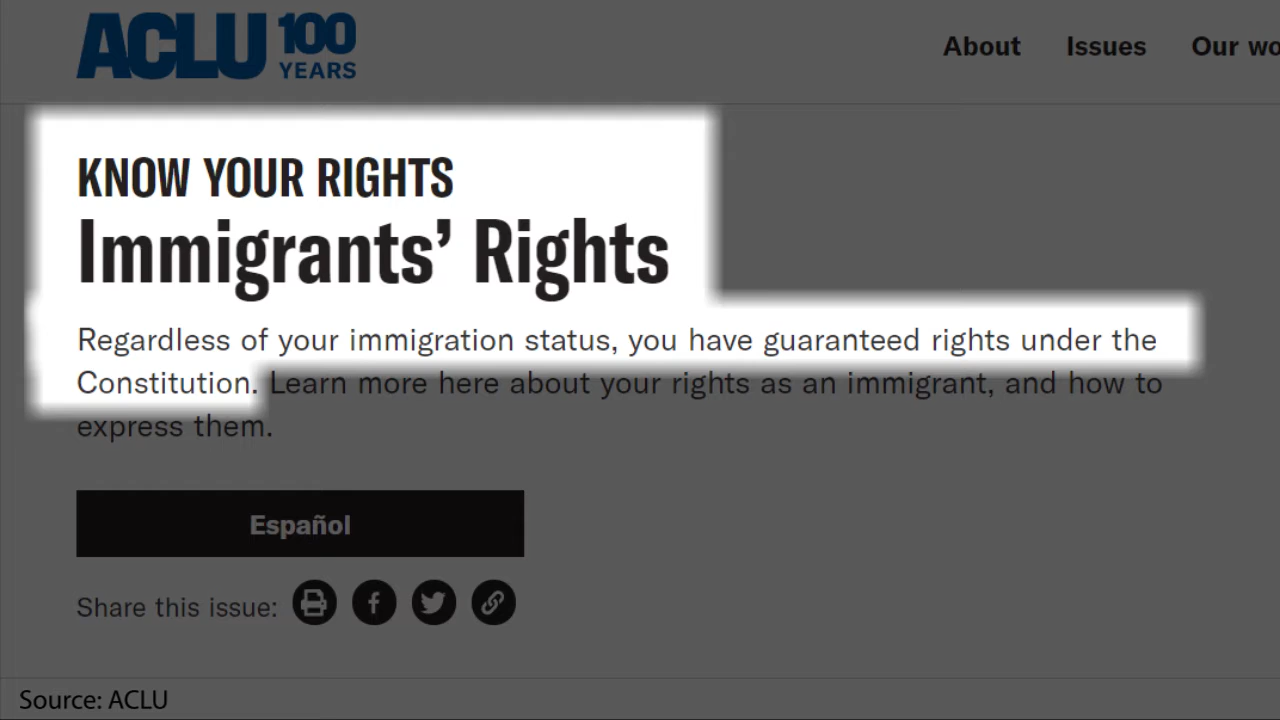 ACLU 100 YEARS
About Issues Our wo
KNOW YOUR RIGHTS
Immigrants’ Rights
Regardless of your immigration status, you have guaranteed rights under the
Constitution. Learn more here about your rights as an immigrant, and how to
express them.
Español
Share this issue:
Source: ACLU